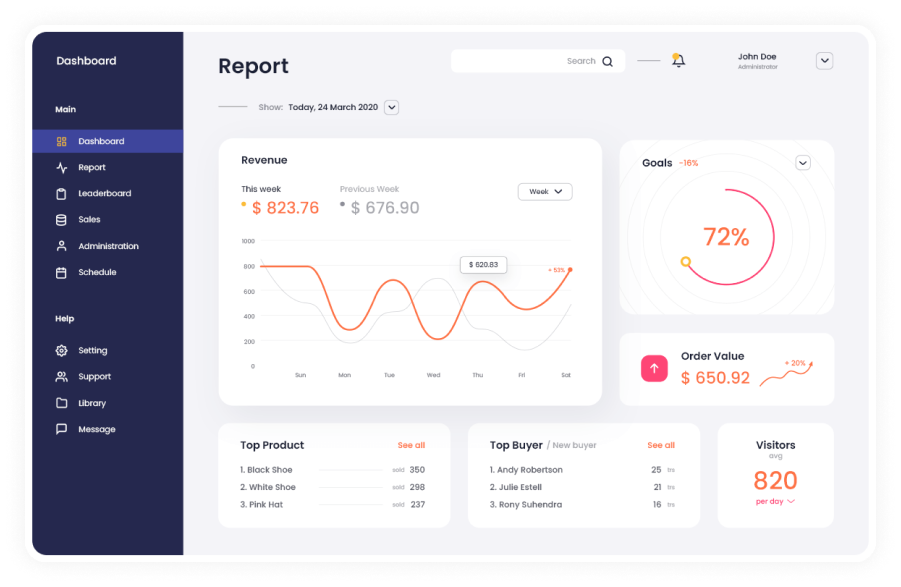 Dashboard
Main
Dashboard
Report
Leaderboard
Sales
Administration
Schedule
Help
Setting
Support
Library
Message
Report
Search
John Doe
Administrator
Show: Today, 24 March 2020
Revenue
This week
$ 823.76
Previous Week
$ 676.90
Week
1000
800
600
400
200
0
$ 620.83
+ 53%
Sun Mon Tue Wed Thu Fri Sat
Goals -16%
72%
Order Value
$ 650.92
+ 20%
Top Product See all
1. Black Shoe sold 350
2. White Shoe sold 298
3. Pink Hat sold 237
Top Buyer / New buyer See all
1. Andy Robertson 25 trs
2. Julie Estell 21 trs
3. Rony Suhendra 16 trs
Visitors
avg
820
per day